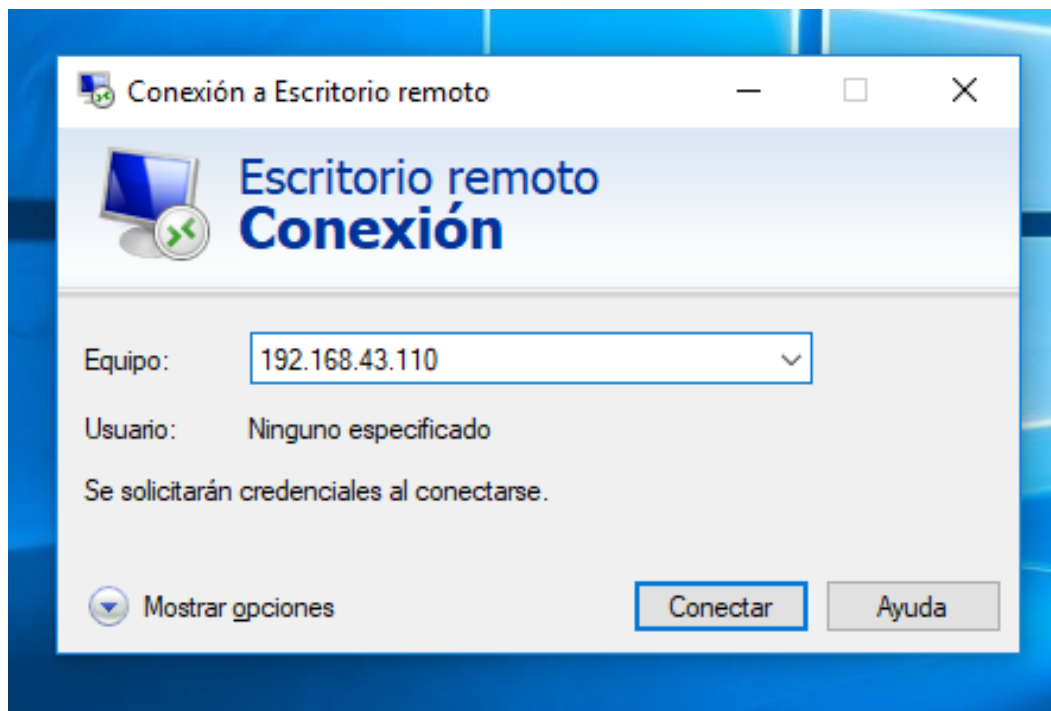 Conexión a Escritorio remoto
Escritorio remoto
Conexión
Equipo: 192.168.43.110
Usuario: Ninguno especificado
Se solicitarán credenciales al conectarse.
Mostrar opciones Conectar Ayuda